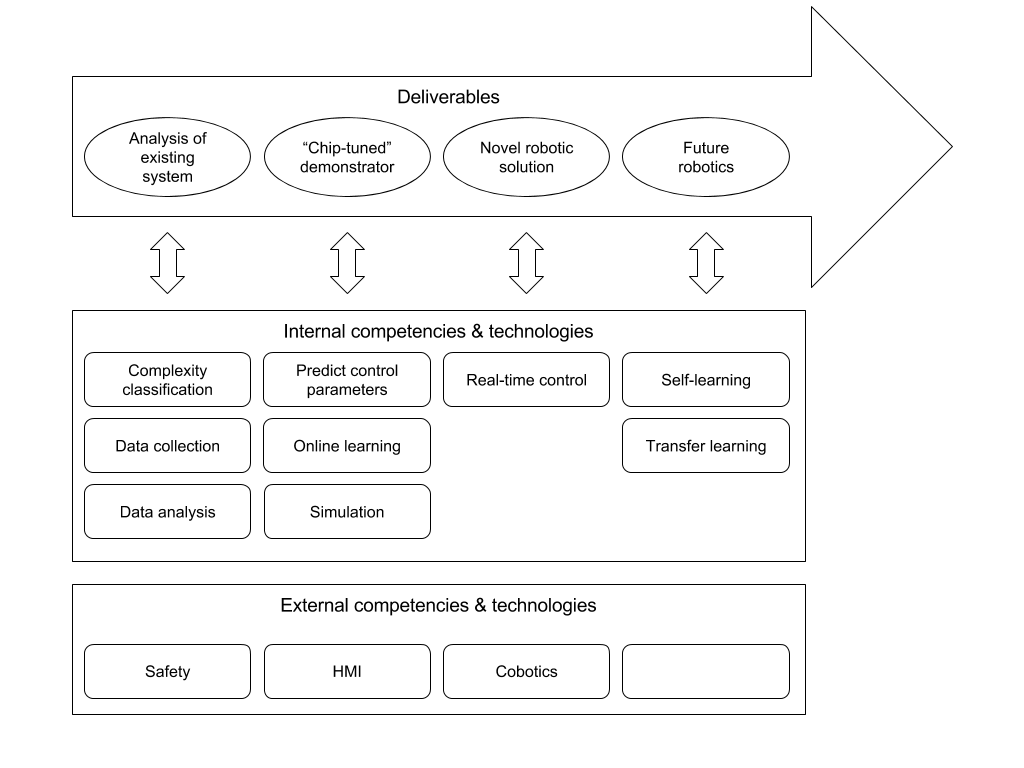 Deliverables
Analysis of
existing
system
“Chip-tuned”
demonstrator
Novel robotic
solution
Future
robotics
Internal competencies & technologies
Complexity
classification
Predict control
parameters
Real-time control
Self-learning
Data collection
Online learning
Transfer learning
Data analysis
Simulation
External competencies & technologies
Safety
HMI
Cobotics